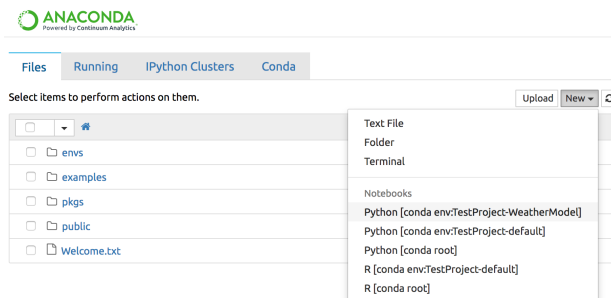 ANACONDA
Powered by Continuum Analytics
Files Running IPython Clusters Conda
Select items to perform actions on them.
Upload New
Text File
Folder
Terminal
Notebooks
Python [conda env:TestProject-WeatherModel]
Python [conda env:TestProject-default]
Python [conda root]
R [conda env:TestProject-default]
R [conda root]
envs
examples
pkgs
public
Welcome.txt